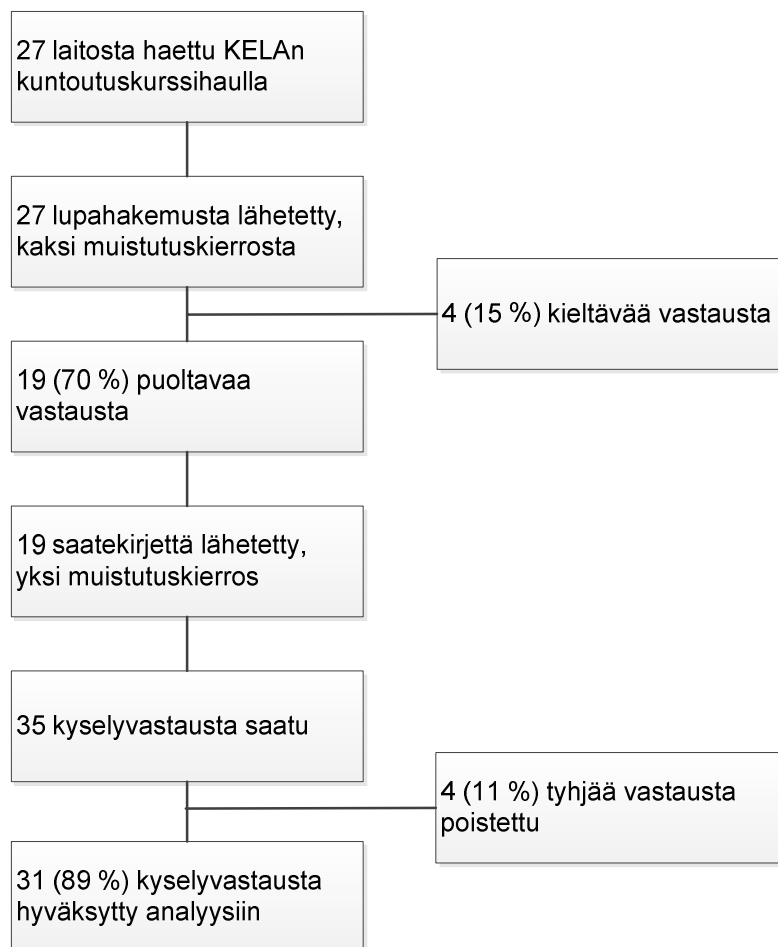 27 laitosta haettu KELAn
kuntoutuskurssihaulla
27 lupahakemusta lähetetty,
kaksi muistutuskierrosta
4 (15 %) kieltävää vastausta
19 (70 %) puoltavaa
vastausta
19 saatekirjettä lähetetty,
yksi muistutuskierros
35 kyselyvastausta saatu
4 (11 %) tyhjää vastausta
poistettu
31 (89 %) kyselyvastausta
hyväksytty analyysiin